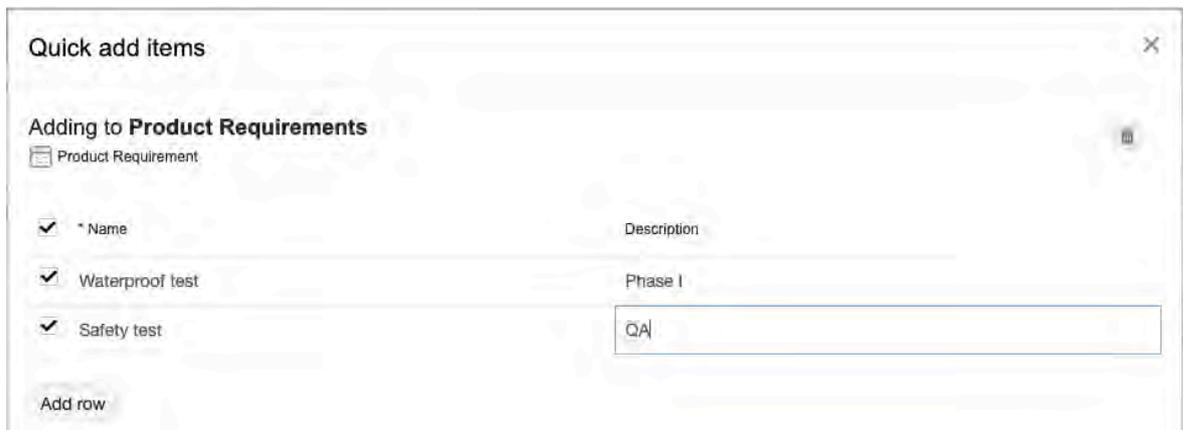 Quick add items
Adding to Product Requirements
Product Requirement
* Name Description
Waterproof test Phase I
Safety test QA
Add row